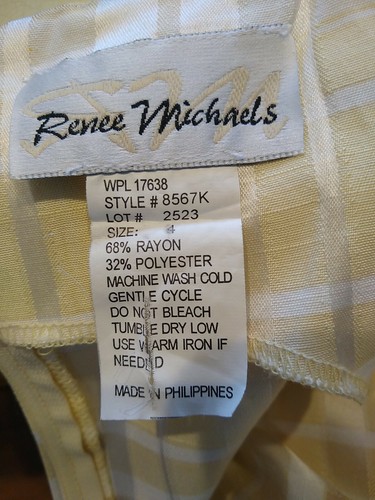 Renee Michaels
WPL 17638
STYLE # 8567K
LOT # 2523
SIZE: 4
68% RAYON
32% POLYESTER
MACHINE WASH COLD
GENTLE CYCLE
DO NOT BLEACH
TUMBLE DRY LOW
USE WARM IRON IF
NEEDED
MADE IN PHILIPPINES